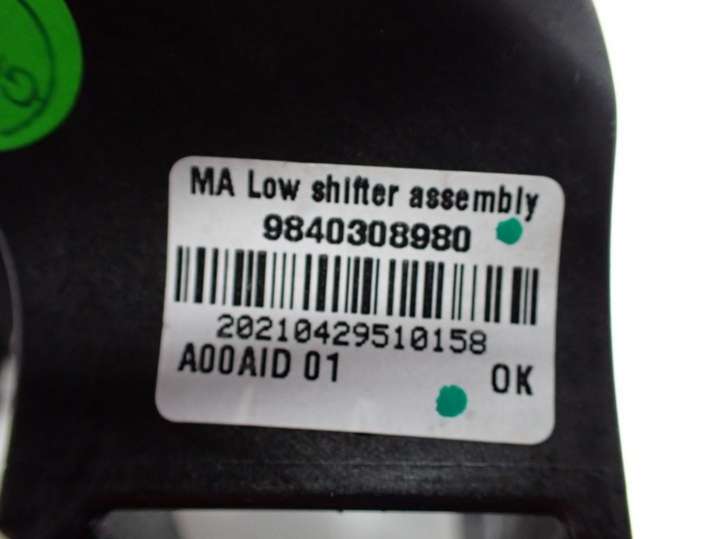 MA Low shifter assembly
9840308980
20210429510158
A00AID 01
OK